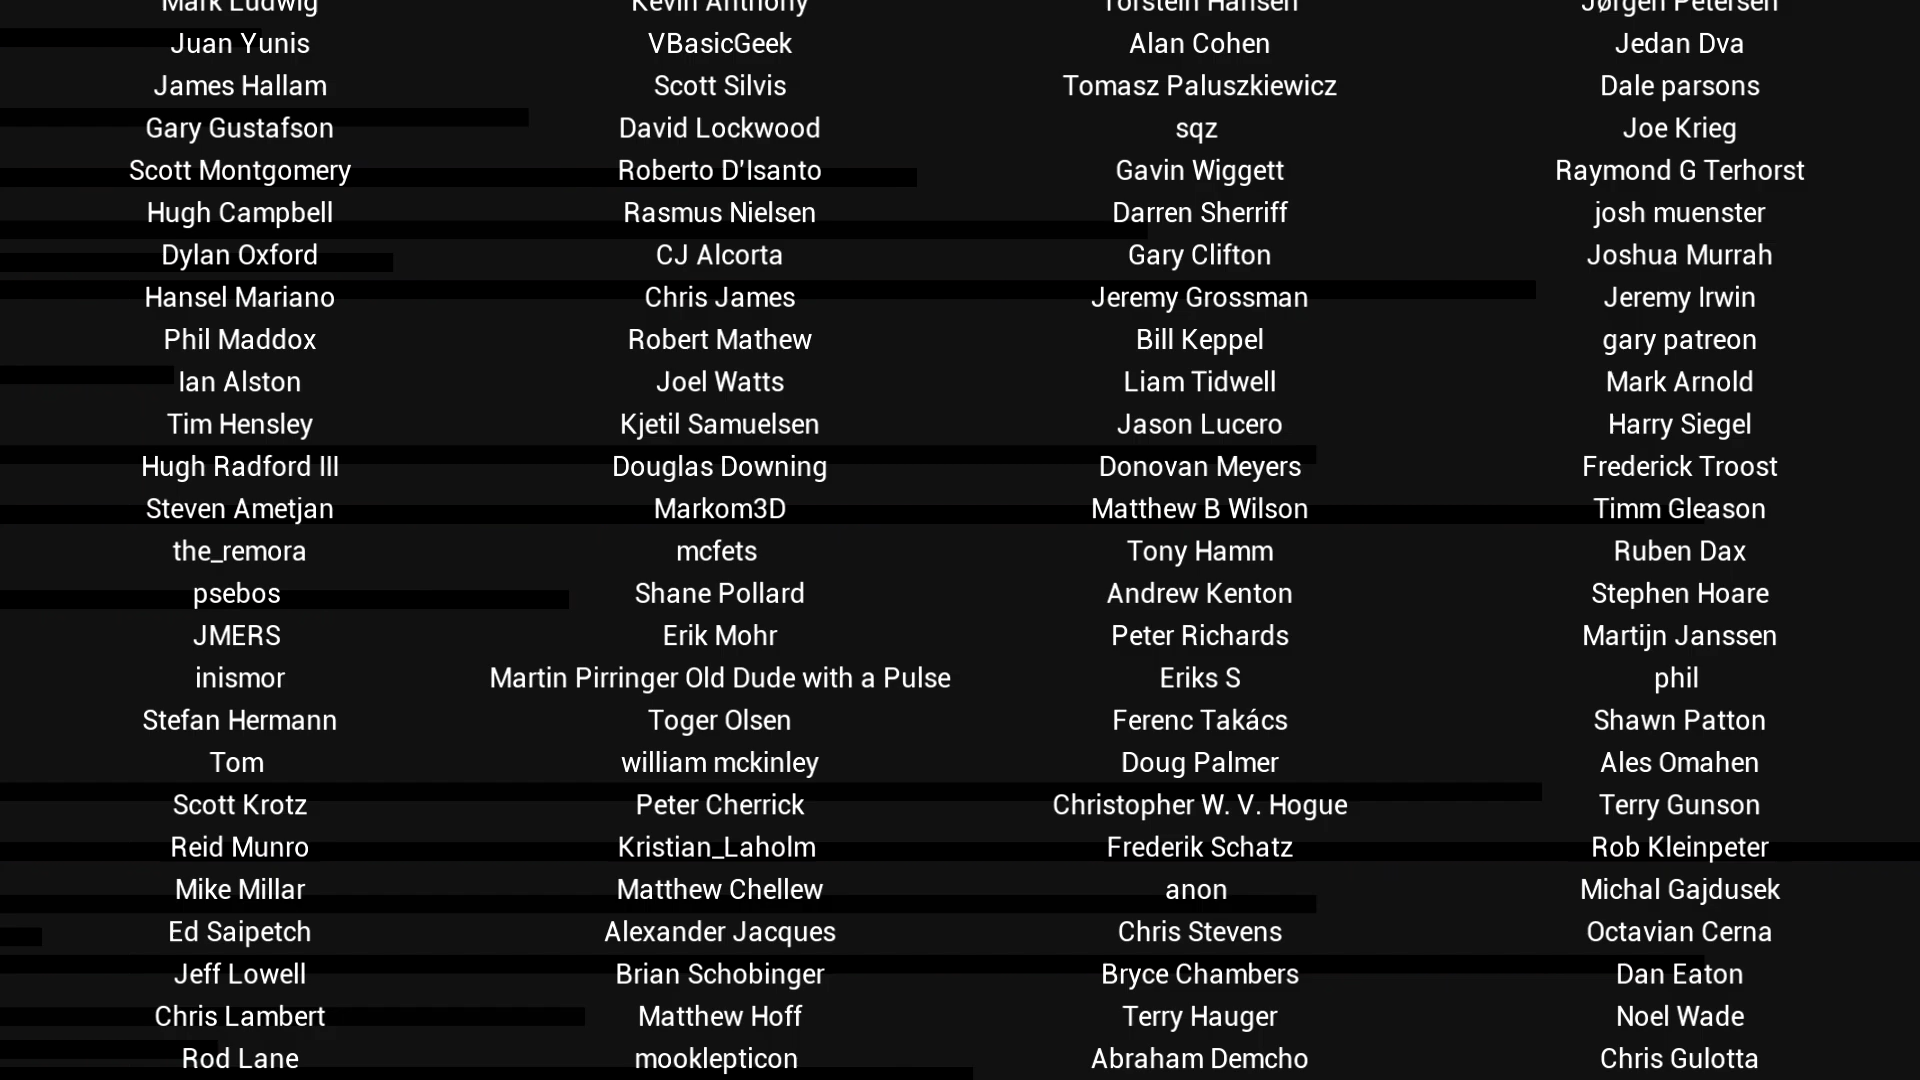 Mark Ludwig Kevin Anthony Torstein Hansen Jørgen Petersen
Juan Yunis VBasicGeek Alan Cohen Jedan Dva
James Hallam Scott Silvis Tomasz Paluszkiewicz Dale parsons
Gary Gustafson David Lockwood sqz Joe Krieg
Scott Montgomery Roberto D'Isanto Gavin Wiggett Raymond G Terhorst
Hugh Campbell Rasmus Nielsen Darren Sherriff josh muenster
Dylan Oxford CJ Alcorta Gary Clifton Joshua Murrah
Hansel Mariano Chris James Jeremy Grossman Jeremy Irwin
Phil Maddox Robert Mathew Bill Keppel gary patreon
Ian Alston Joel Watts Liam Tidwell Mark Arnold
Tim Hensley Kjetil Samuelsen Jason Lucero Harry Siegel
Hugh Radford III Douglas Downing Donovan Meyers Frederick Troost
Steven Ametjan Markom3D Matthew B Wilson Timm Gleason
the_remora mcfets Tony Hamm Ruben Dax
psebos Shane Pollard Andrew Kenton Stephen Hoare
JMERS Erik Mohr Peter Richards Martijn Janssen
inismor Martin Pirringer Old Dude with a Pulse Eriks S phil
Stefan Hermann Toger Olsen Ferenc Takács Shawn Patton
Tom william mckinley Doug Palmer Ales Omahen
Scott Krotz Peter Cherrick Christopher W. V. Hogue Terry Gunson
Reid Munro Kristian_Laholm Frederik Schatz Rob Kleinpeter
Mike Millar Matthew Chellew anon Michal Gajdusek
Ed Saipetch Alexander Jacques Chris Stevens Octavian Cerna
Jeff Lowell Brian Schobinger Bryce Chambers Dan Eaton
Chris Lambert Matthew Hoff Terry Hauger Noel Wade
Rod Lane mooklepticon Abraham Demcho Chris Gulotta